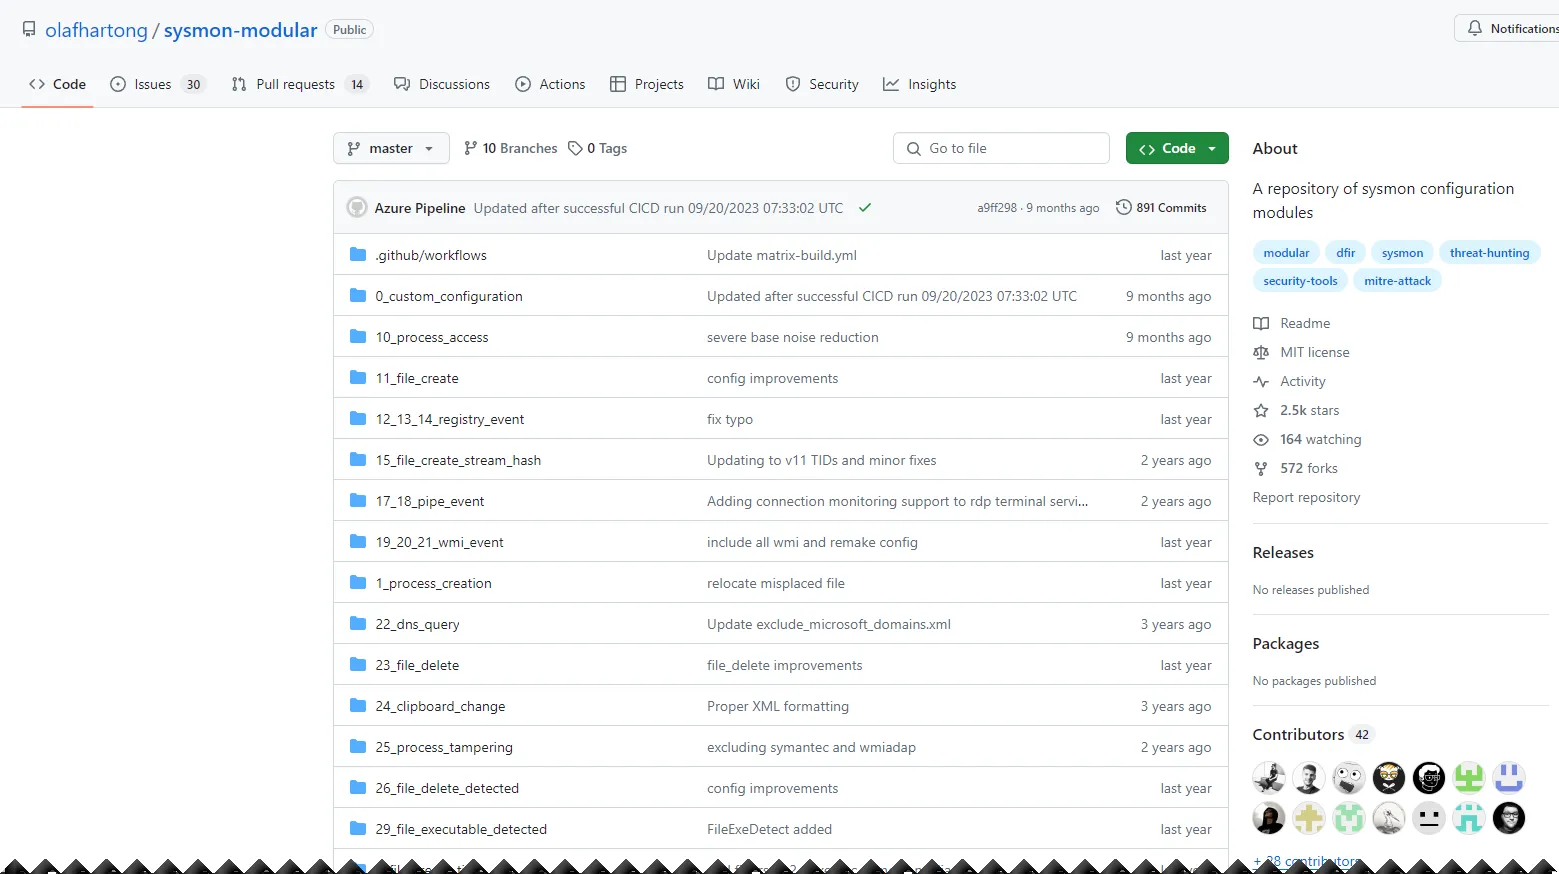 olafhartong / sysmon-modular Public
Notifications
Code Issues 30 Pull requests 14 Discussions Actions Projects Wiki Security Insights
master 10 Branches 0 Tags Go to file Code
Azure Pipeline Updated after successful CICD run 09/20/2023 07:33:02 UTC a9ff298 · 9 months ago 891 Commits
.github/workflows Update matrix-build.yml last year
0_custom_configuration Updated after successful CICD run 09/20/2023 07:33:02 UTC 9 months ago
10_process_access severe base noise reduction 9 months ago
11_file_create config improvements last year
12_13_14_registry_event fix typo last year
15_file_create_stream_hash Updating to v11 TIDs and minor fixes 2 years ago
17_18_pipe_event Adding connection monitoring support to rdp terminal servi... 2 years ago
19_20_21_wmi_event include all wmi and remake config last year
1_process_creation relocate misplaced file last year
22_dns_query Update exclude_microsoft_domains.xml 3 years ago
23_file_delete file_delete improvements last year
24_clipboard_change Proper XML formatting 3 years ago
25_process_tampering excluding symantec and wmiadap 2 years ago
26_file_delete_detected config improvements last year
29_file_executable_detected FileExeDetect added last year
About
A repository of sysmon configuration
modules
modular dfir sysmon threat-hunting
security-tools mitre-attack
Readme
MIT license
Activity
2.5k stars
164 watching
572 forks
Report repository
Releases
No releases published
Packages
No packages published
Contributors 42
+ 28 contributors